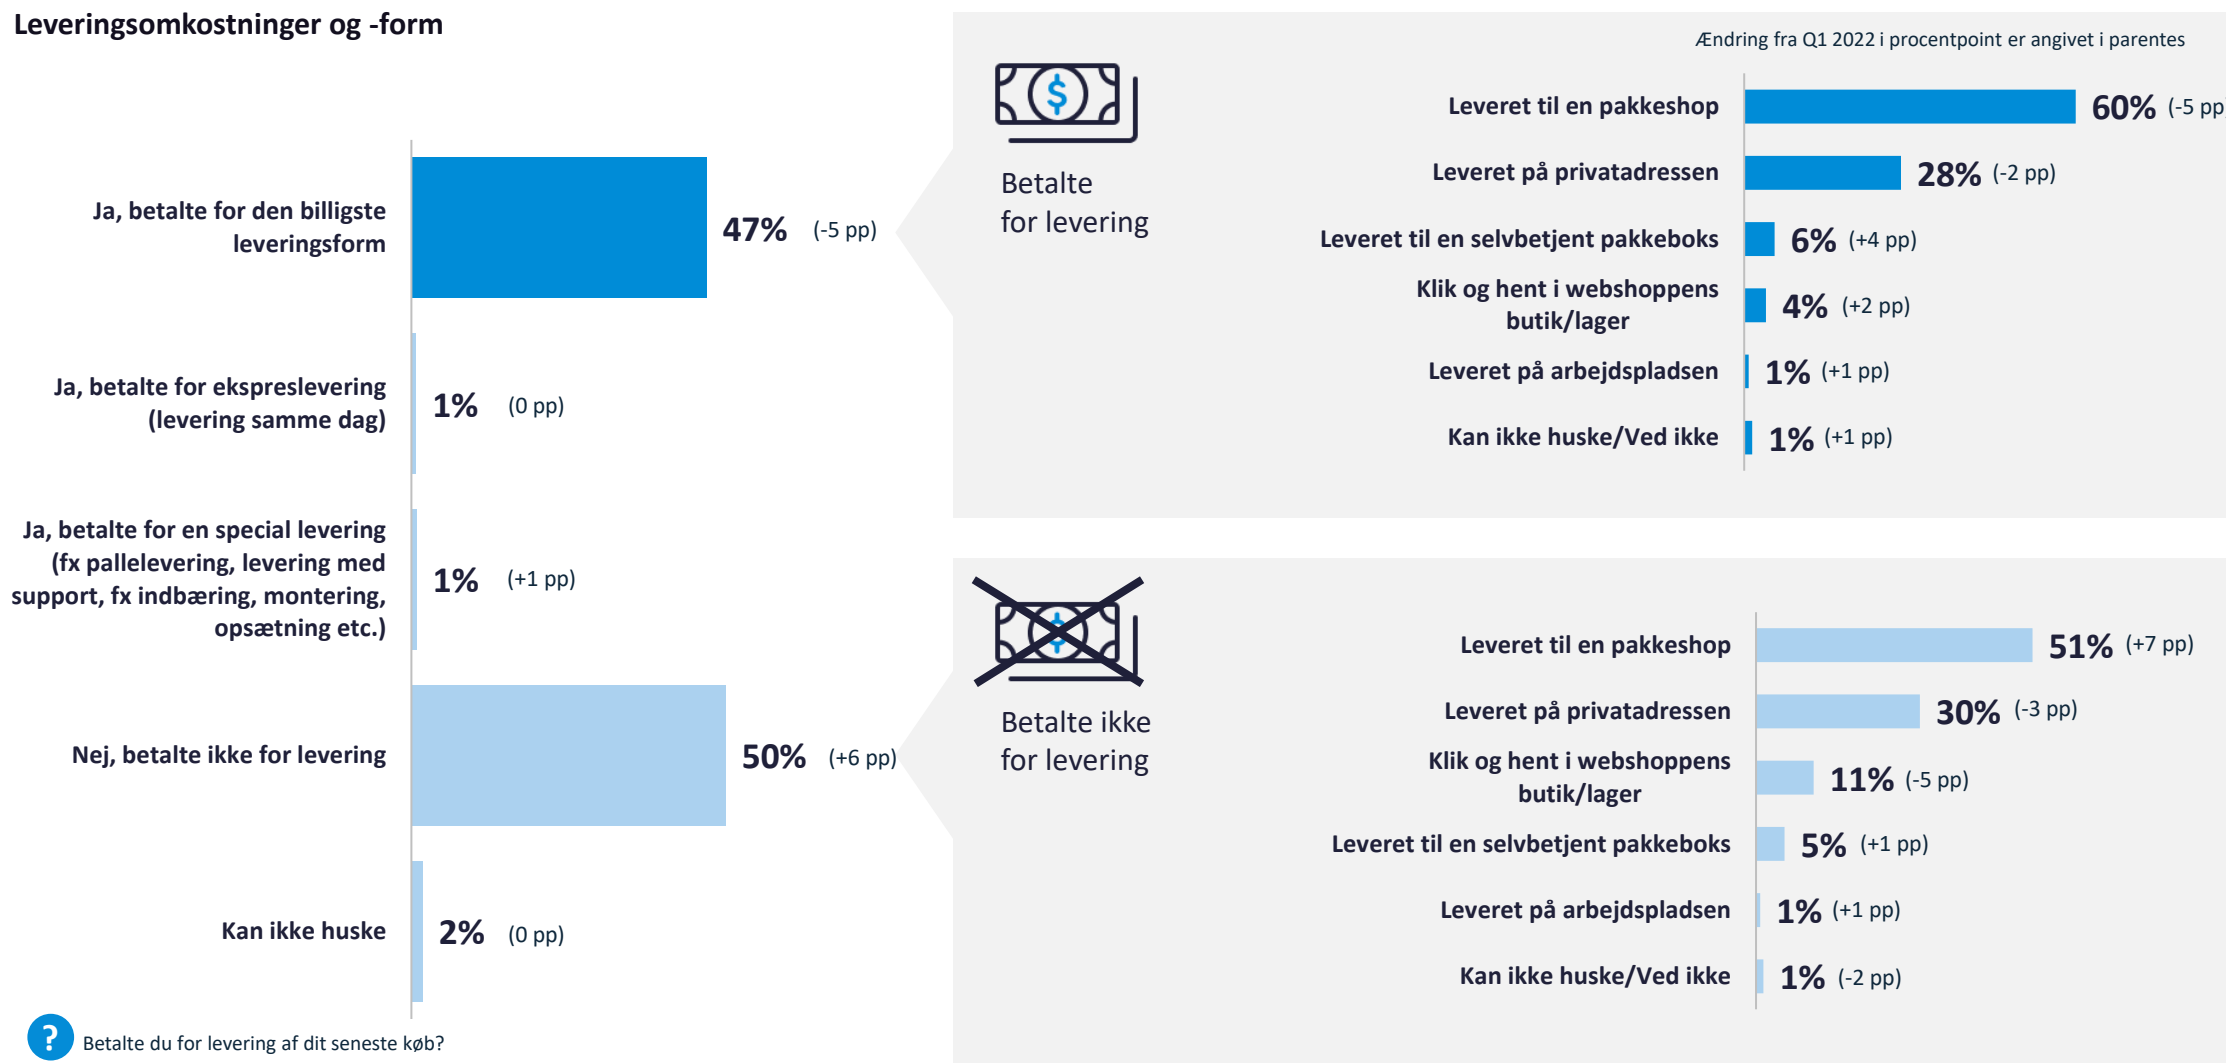 Leveringsomkostninger og -form
Ja, betalte for den billigste
leveringsform
47% (-5 pp)
Ja, betalte for ekspreslevering
(levering samme dag)
1% (0 pp)
Ja, betalte for en special levering
(fx pallelevering, levering med
support, fx indbæring, montering,
opsætning etc.)
1% (+1 pp)
Nej, betalte ikke for levering
50% (+6 pp)
Kan ikke huske
2% (0 pp)
? Betalte du for levering af dit seneste køb?
Ændring fra Q1 2022 i procentpoint er angivet i parentes
$
Betalte
for levering
Leveret til en pakkeshop
60% (-5 pp
Leveret på privatadressen
28% (-2 pp)
Leveret til en selvbetjent pakkeboks
6% (+4 pp)
Klik og hent i webshoppens
butik/lager
4% (+2 pp)
Leveret på arbejdspladsen
1% (+1 pp)
Kan ikke huske/Ved ikke
1% (+1 pp)
$
Betalte ikke
for levering
Leveret til en pakkeshop
51% (+7 pp)
Leveret på privatadressen
30% (-3 pp)
Klik og hent i webshoppens
butik/lager
11% (-5 pp)
Leveret til en selvbetjent pakkeboks
5% (+1 pp)
Leveret på arbejdspladsen
1% (+1 pp)
Kan ikke huske/Ved ikke
1% (-2 pp)